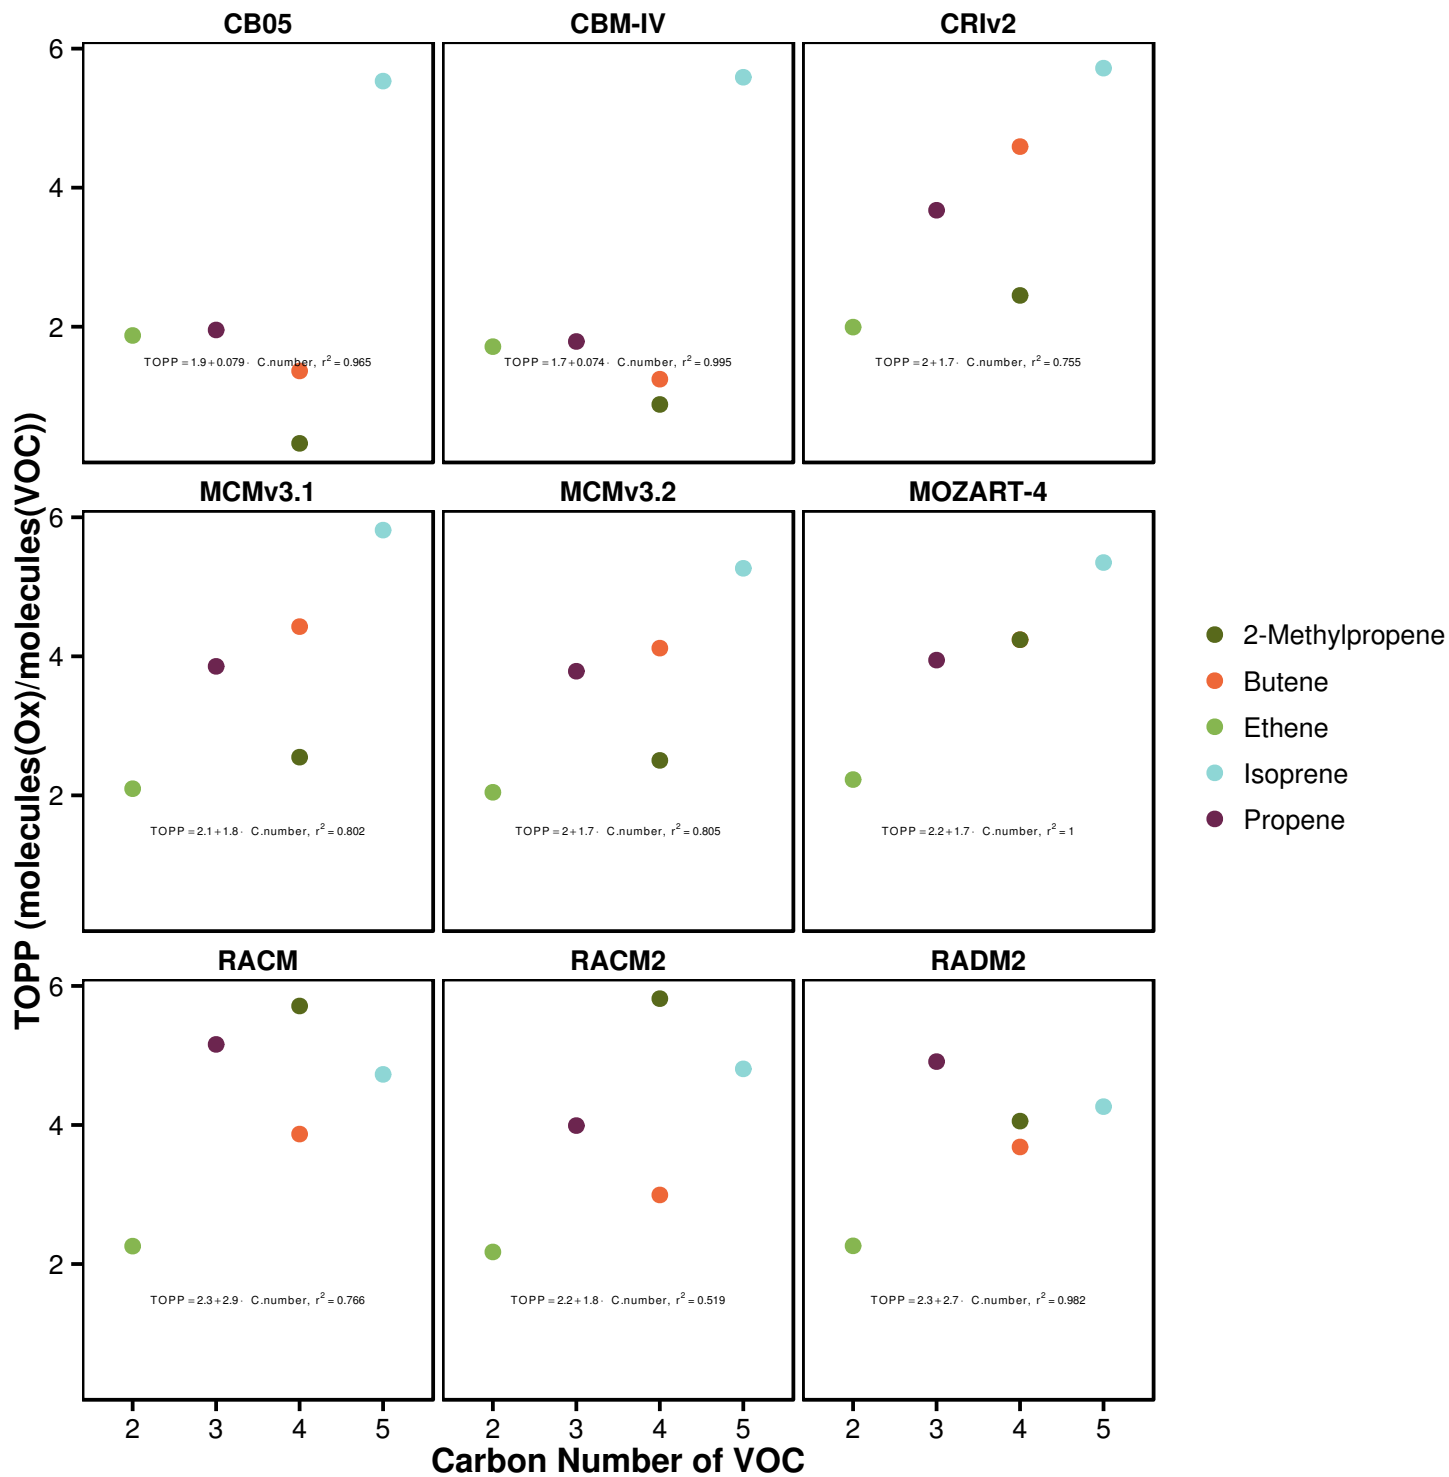 CB05
CBM-IV
CRIv2
6
4
2
TOPP = 1.9 + 0.079 · C.number, r² = 0.965
TOPP = 1.7 + 0.074 · C.number, r² = 0.995
TOPP = 2 + 1.7 · C.number, r² = 0.755
TOPP (molecules(Ox)/molecules(VOC))
MCMv3.1
MCMv3.2
MOZART-4
6
4
2
TOPP = 2.1 + 1.8 · C.number, r² = 0.802
TOPP = 2 + 1.7 · C.number, r² = 0.805
TOPP = 2.2 + 1.7 · C.number, r² = 1
2-Methylpropene
Butene
Ethene
Isoprene
Propene
RACM
RACM2
RADM2
6
4
2
TOPP = 2.3 + 2.9 · C.number, r² = 0.766
TOPP = 2.2 + 1.8 · C.number, r² = 0.519
TOPP = 2.3 + 2.7 · C.number, r² = 0.982
2 3 4 5
2 3 4 5
2 3 4 5
Carbon Number of VOC